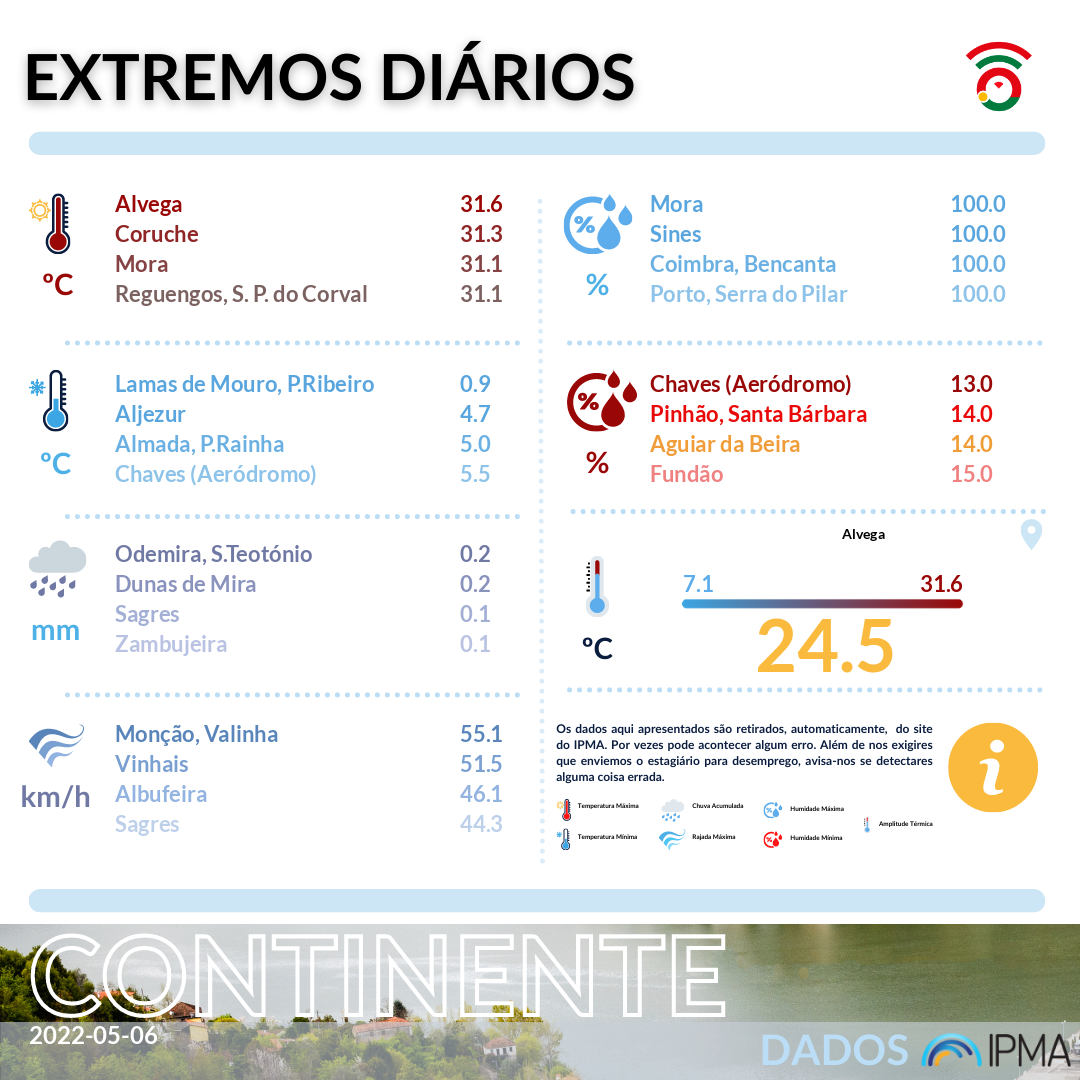 EXTREMOS DIÁRIOS
°C
Alvega 31.6
Coruche 31.3
Mora 31.1
Reguengos, S. P. do Corval 31.1
°C
Lamas de Mouro, P.Ribeiro 0.9
Aljezur 4.7
Almada, P.Rainha 5.0
Chaves (Aeródromo) 5.5
mm
Odemira, S.Teotónio 0.2
Dunas de Mira 0.2
Sagres 0.1
Zambujeira 0.1
km/h
Monção, Valinha 55.1
Vinhais 51.5
Albufeira 46.1
Sagres 44.3
%
%
Mora 100.0
Sines 100.0
Coimbra, Bencanta 100.0
Porto, Serra do Pilar 100.0
%
%
Chaves (Aeródromo) 13.0
Pinhão, Santa Bárbara 14.0
Aguiar da Beira 14.0
Fundão 15.0
Alvega
7.1 31.6
°C
24.5
Os dados aqui apresentados são retirados, automaticamente, do site
do IPMA. Por vezes pode acontecer algum erro. Além de nos exigires
que enviemos o estagiário para desemprego, avisa-nos se detectares
alguma coisa errada.
i
Temperatura Máxima
Chuva Acumulada
Humidade Máxima
Amplitude Térmica
Temperatura Mínima
Rajada Máxima
Humidade Mínima
CONTINENTE
2022-05-06
DADOS IPMA